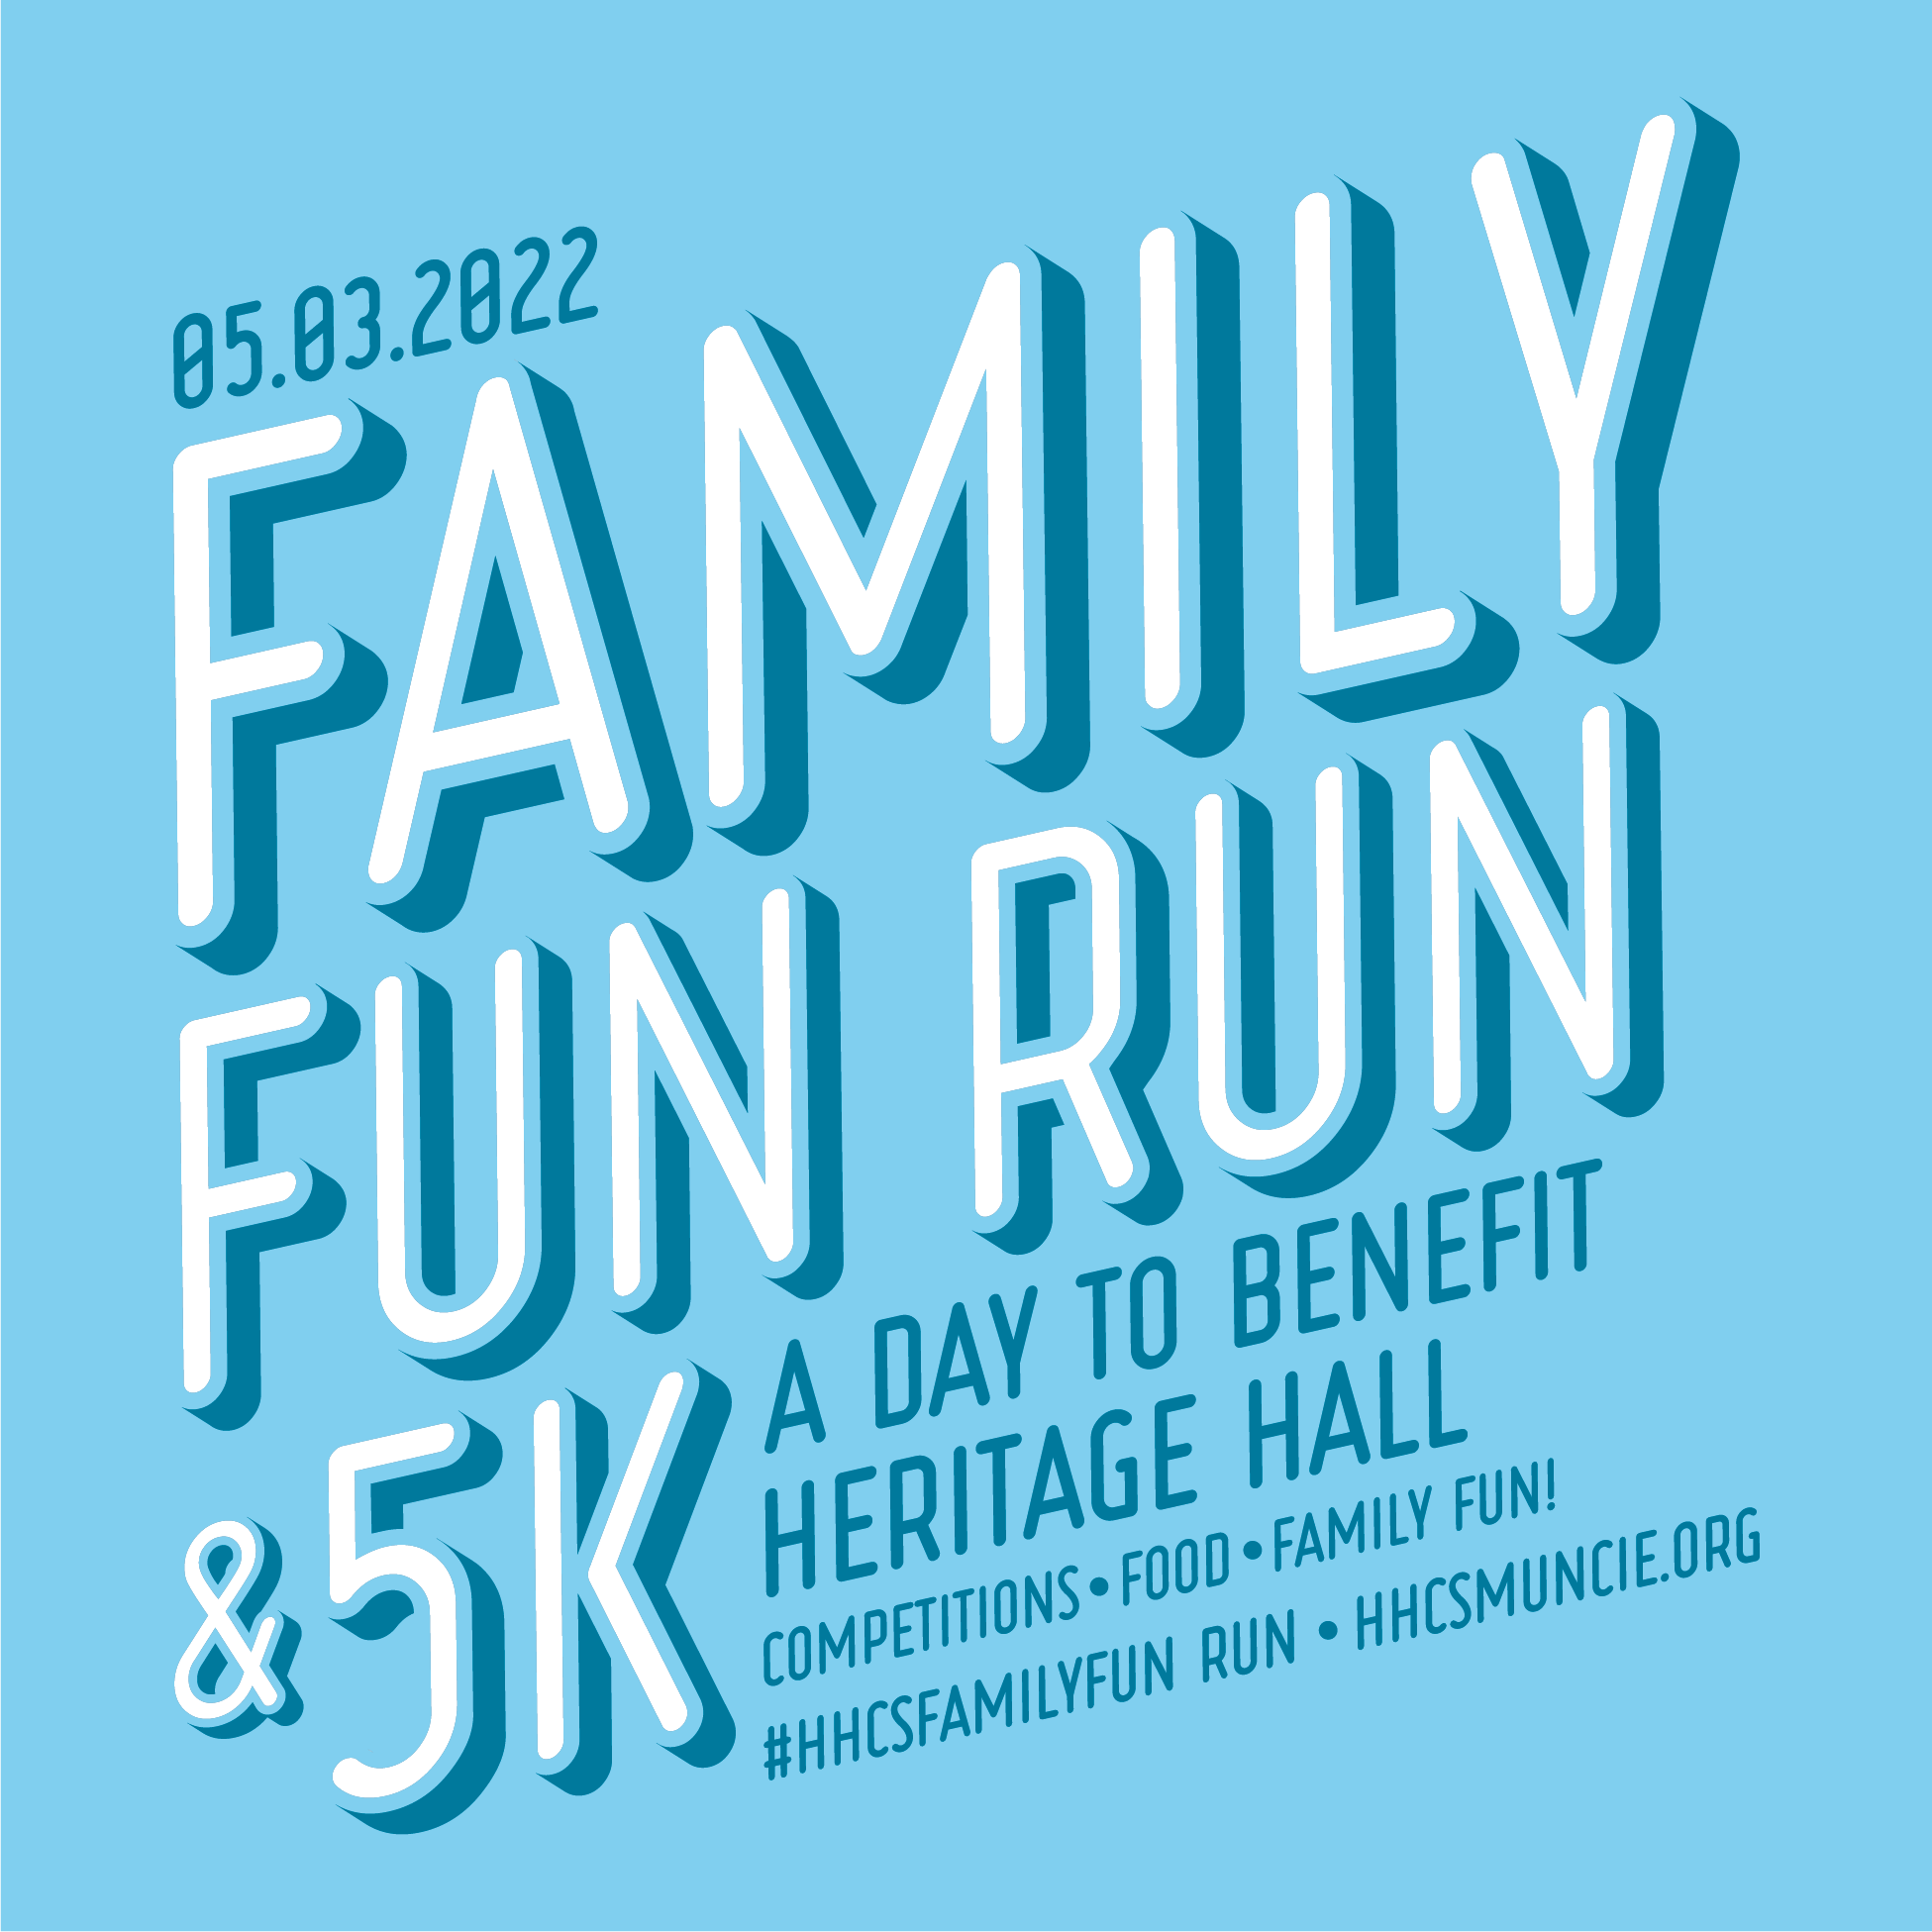 05.03.2022
FAMILY
FUN RUN
& 5K
A DAY TO BENEFIT
HERITAGE HALL
COMPETITIONS • FOOD • FAMILY FUN!
#HHCSFAMILYFUN RUN • HHCSMUNCIE.ORG